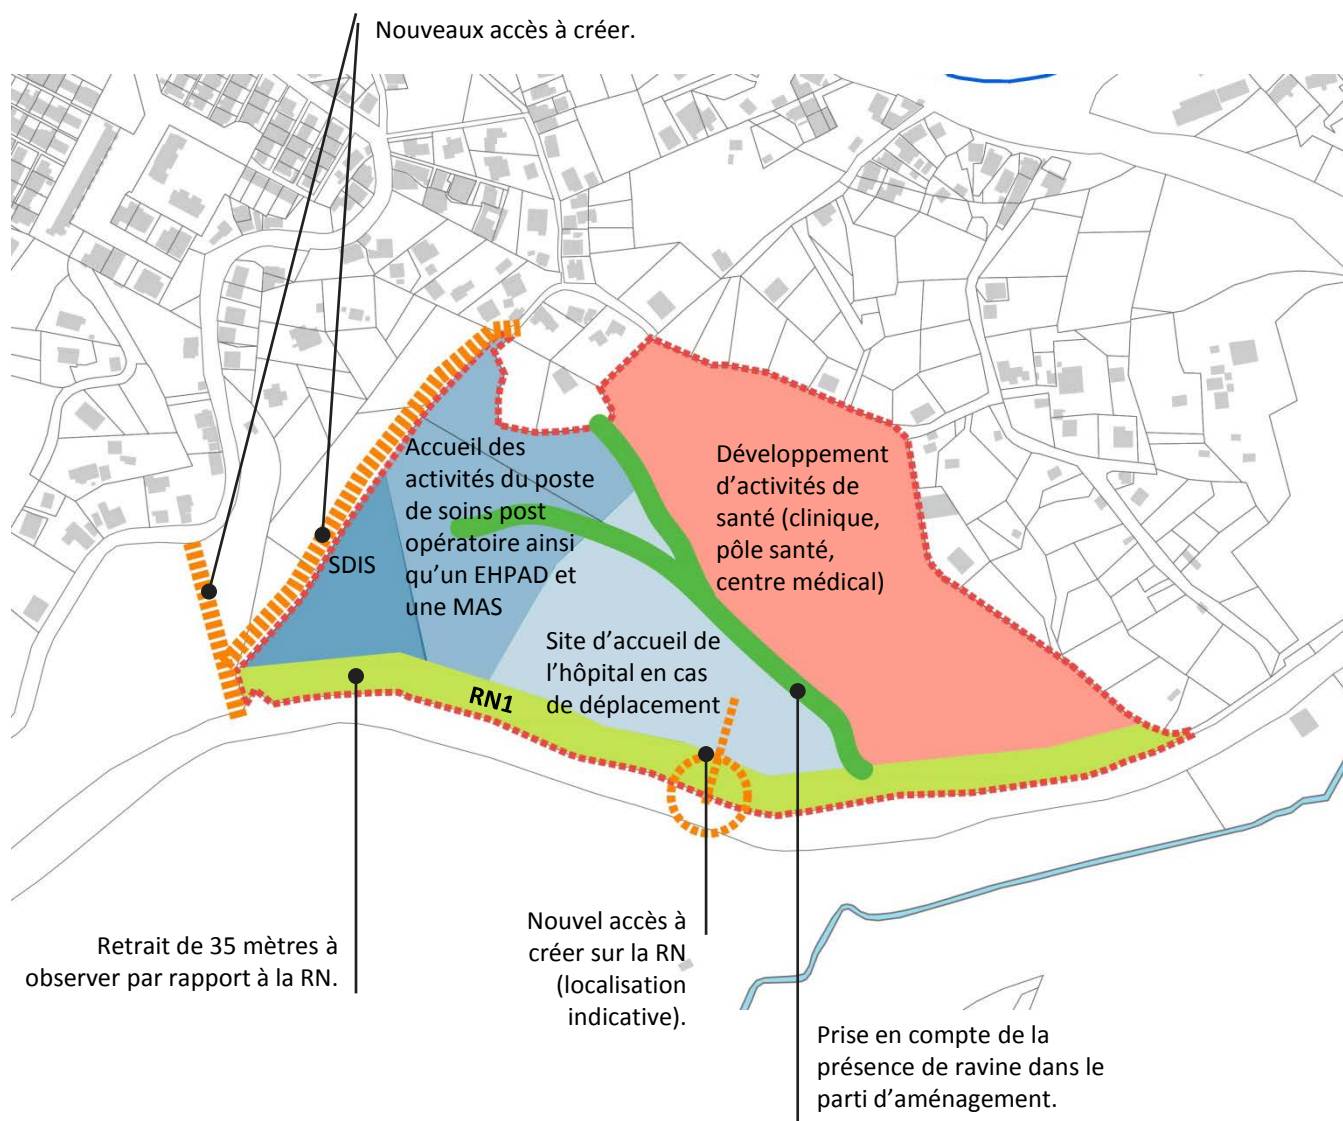 Nouveaux accès à créer.
Accueil des
activités du poste
de soins post
opératoire ainsi
qu'un EHPAD et
une MAS
SDIS
Développement
d'activités de
santé (clinique,
pôle santé,
centre médical)
Site d'accueil de
l'hôpital en cas
de déplacement
RN1
Retrait de 35 mètres à
observer par rapport à la RN.
Nouvel accès à
créer sur la RN
(localisation
indicative).
Prise en compte de la
présence de ravine dans le
parti d'aménagement.